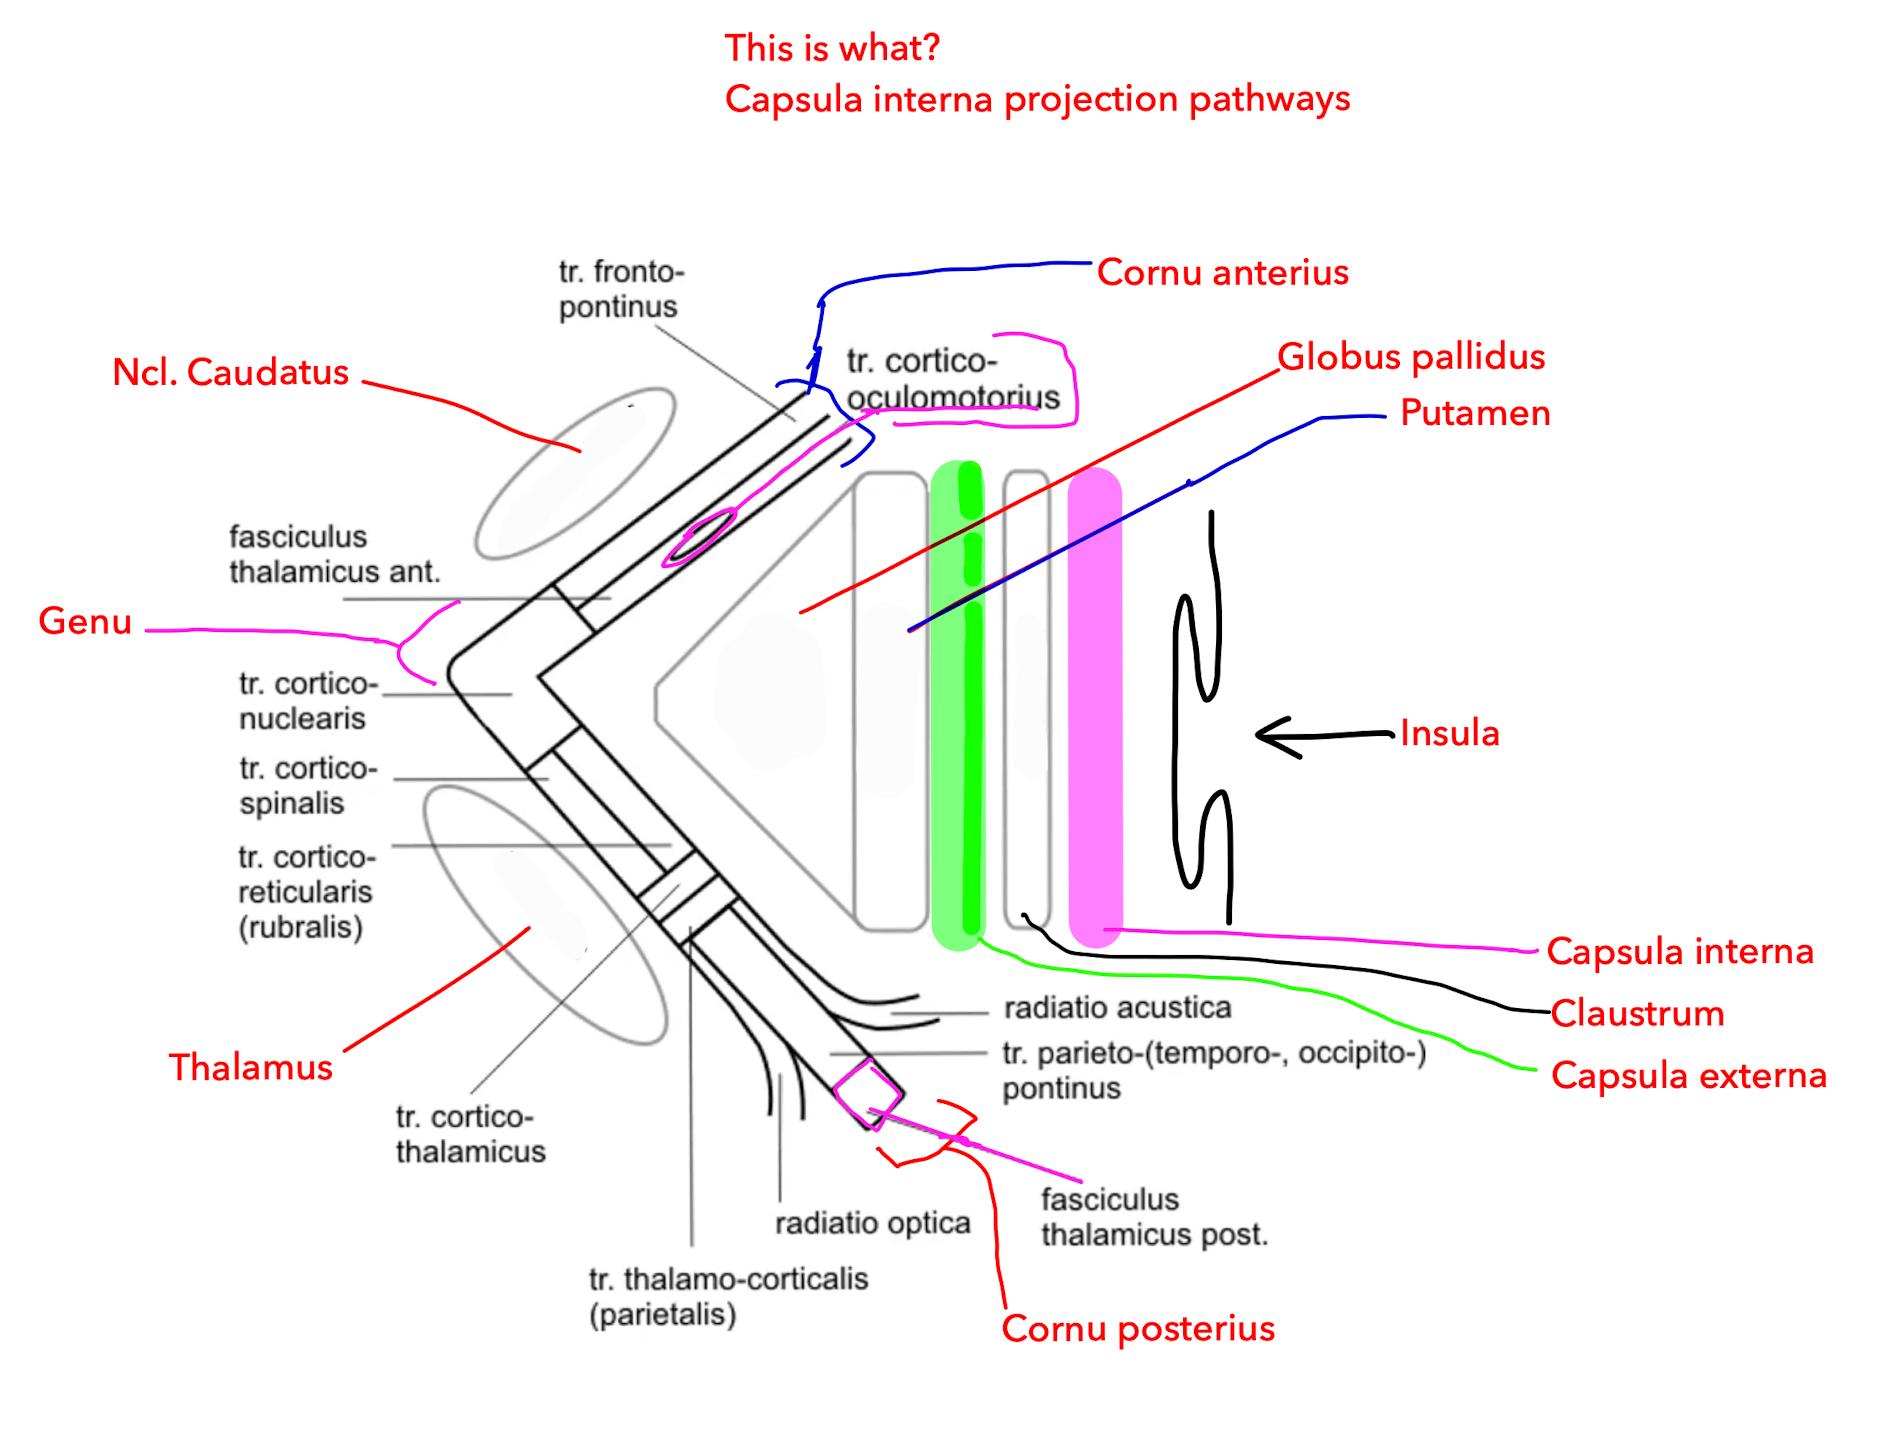 This is what?
Capsula interna projection pathways
tr. fronto-
pontinus
Cornu anterius
Ncl. Caudatus
tr. cortico-
oculomotorius
Globus pallidus
Putamen
fasciculus
thalamicus ant.
Genu
tr. cortico-
nuclearis
Insula
tr. cortico-
spinalis
tr. cortico-
reticularis
(rubralis)
Capsula interna
Claustrum
Capsula externa
radiatio acustica
tr. parieto-(temporo-, occipito-)
pontinus
Thalamus
tr. cortico-
thalamicus
radiatio optica
fasciculus
thalamicus post.
tr. thalamo-corticalis
(parietalis)
Cornu posterius